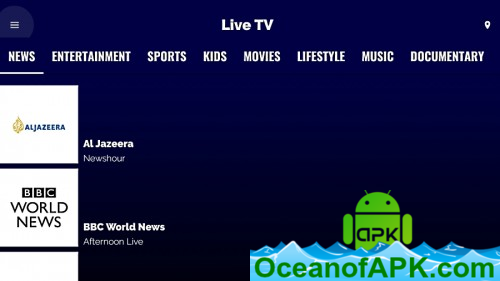 Live TV
NEWS ENTERTAINMENT SPORTS KIDS MOVIES LIFESTYLE MUSIC DOCUMENTARY
ALJAZEERA
Al Jazeera
Newshour
BBC
WORLD
NEWS
BBC World News
Afternoon Live
apk
OceanofAPK.com